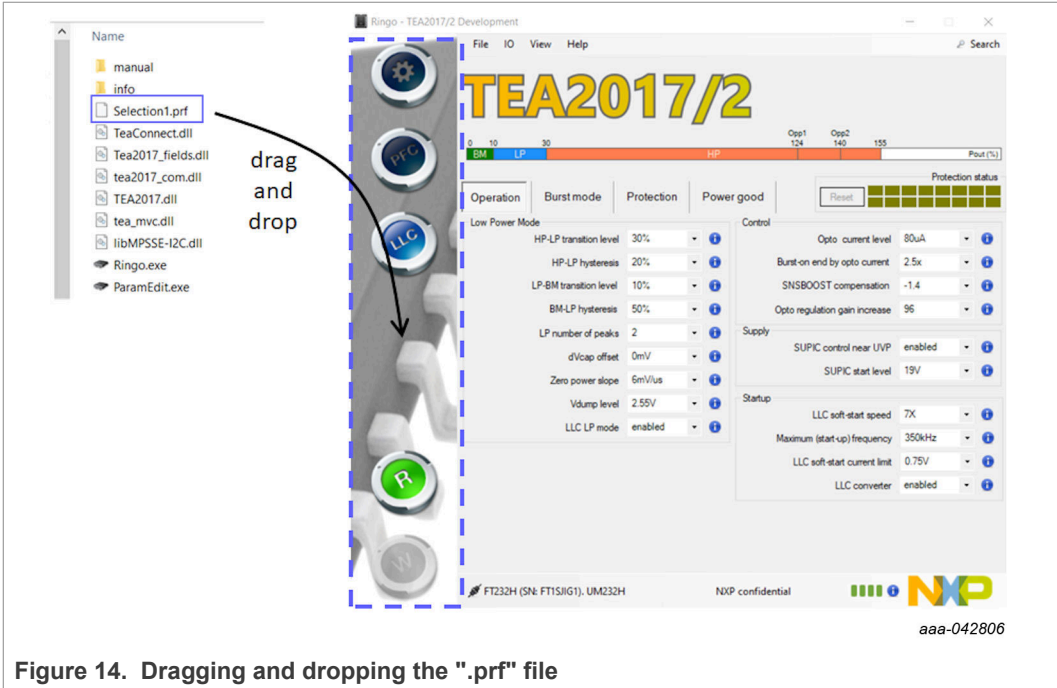 Name
manual
info
Selection1.prf
TeaConnect.dll
Tea2017_fields.dll
tea2017_com.dll
TEA2017.dll
tea_mvc.dll
libMPSSE-I2C.dll
Ringo.exe
ParamEdit.exe
drag
and
drop
Ringo - TEA2017/2 Development
File IO View Help Search
PFC
LLC
R
W
TEA2017/2
Opp1 Opp2
0 10 30 124 140 155
BM LP HP Pout (%)
Protection status
Operation Burst mode Protection Power good Reset
Low Power Mode
HP-LP transition level 30%
HP-LP hysteresis 20%
LP-BM transition level 10%
BM-LP hysteresis 50%
LP number of peaks 2
dVcap offset 0mV
Zero power slope 6mV/us
Vdump level 2.55V
LLC LP mode enabled
Control
Opto current level 80uA
Burst-on end by opto current 2.5x
SNSBOOST compensation -1.4
Opto regulation gain increase 96
Supply
SUPIC control near UVP enabled
SUPIC start level 19V
Startup
LLC soft-start speed 7X
Maximum (start-up) frequency 350kHz
LLC soft-start current limit 0.75V
LLC converter enabled
FT232H (SN: FT1SJIG1). UM232H NXP confidential NXP
aaa-042806
Figure 14. Dragging and dropping the ".prf" file